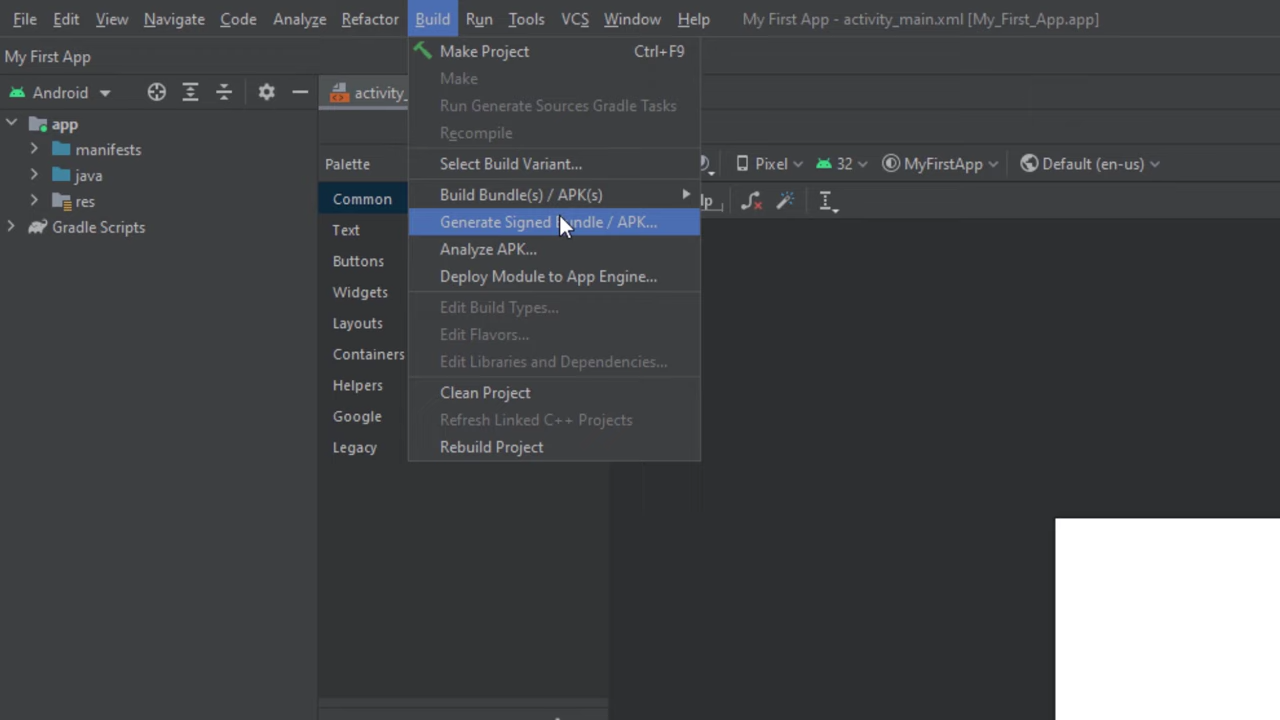 File Edit View Navigate Code Analyze Refactor Build Run Tools VCS Window Help My First App - activity_main.xml [My_First_App.app]
My First App
Android
activity_
app
manifests
java
res
Gradle Scripts
Palette
Common
Text
Buttons
Widgets
Layouts
Containers
Helpers
Google
Legacy
Make Project Ctrl+F9
Make
Run Generate Sources Gradle Tasks
Recompile
Select Build Variant...
Build Bundle(s) / APK(s)
Generate Signed Bundle / APK...
Analyze APK...
Deploy Module to App Engine...
Edit Build Types...
Edit Flavors...
Edit Libraries and Dependencies...
Clean Project
Refresh Linked C++ Projects
Rebuild Project
Pixel 32 MyFirstApp Default (en-us)